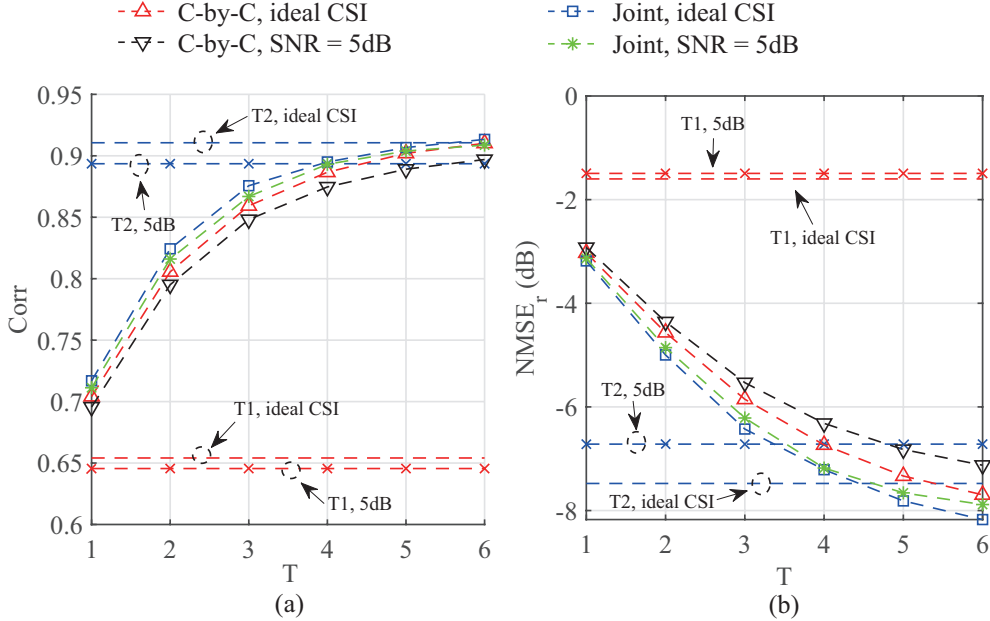 C-by-C, ideal CSI
Joint, ideal CSI
C-by-C, SNR = 5dB
Joint, SNR = 5dB
0.95
0.9
0.85
0.8
0.75
0.7
0.65
0.6
Corr
T2, ideal CSI
T2, 5dB
T1, ideal CSI
T1, 5dB
1 2 3 4 5 6
T
(a)
0
-2
-4
-6
-8
NMSE_r (dB)
T1, 5dB
T1, ideal CSI
T2, 5dB
T2, ideal CSI
1 2 3 4 5 6
T
(b)